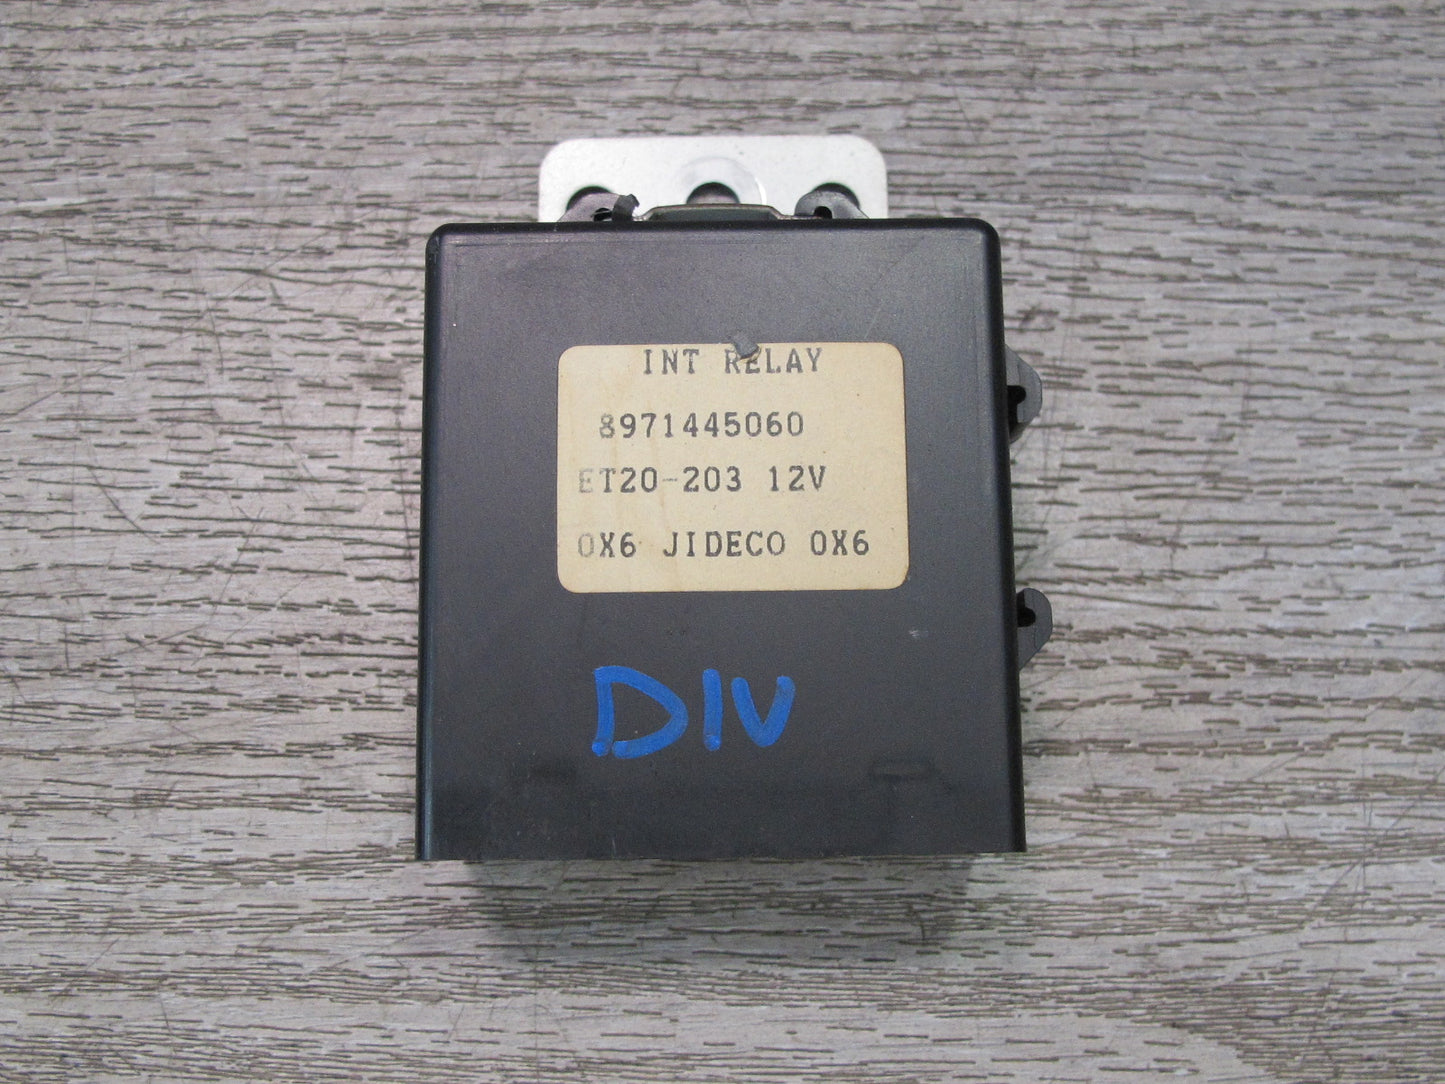 INT RELAY
8971445060
ET20-203 12V
0X6 JIDECO 0X6
DIV